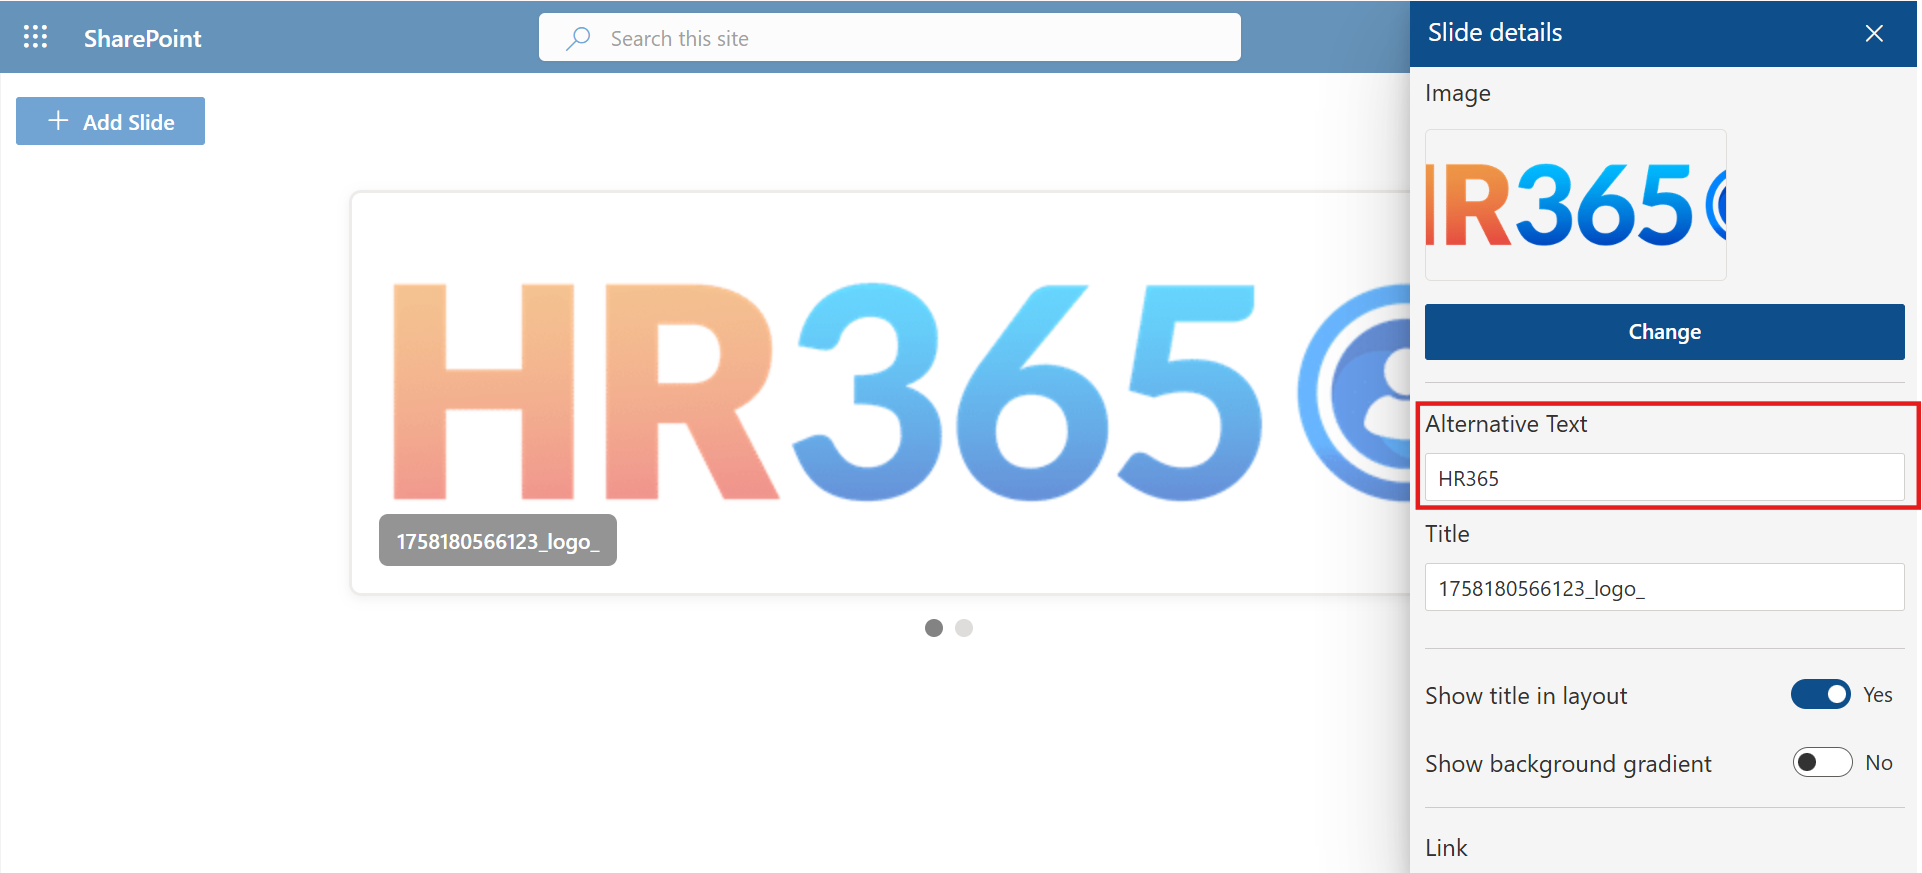 SharePoint
Search this site
Add Slide
HR365
1758180566123_logo_
Slide details
Image
HR365
Change
Alternative Text
HR365
Title
1758180566123_logo_
Show title in layout
Yes
Show background gradient
No
Link